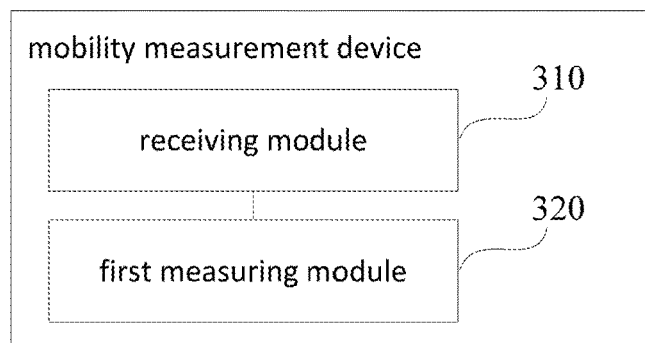 mobility measurement device
310
receiving module
320
first measuring module